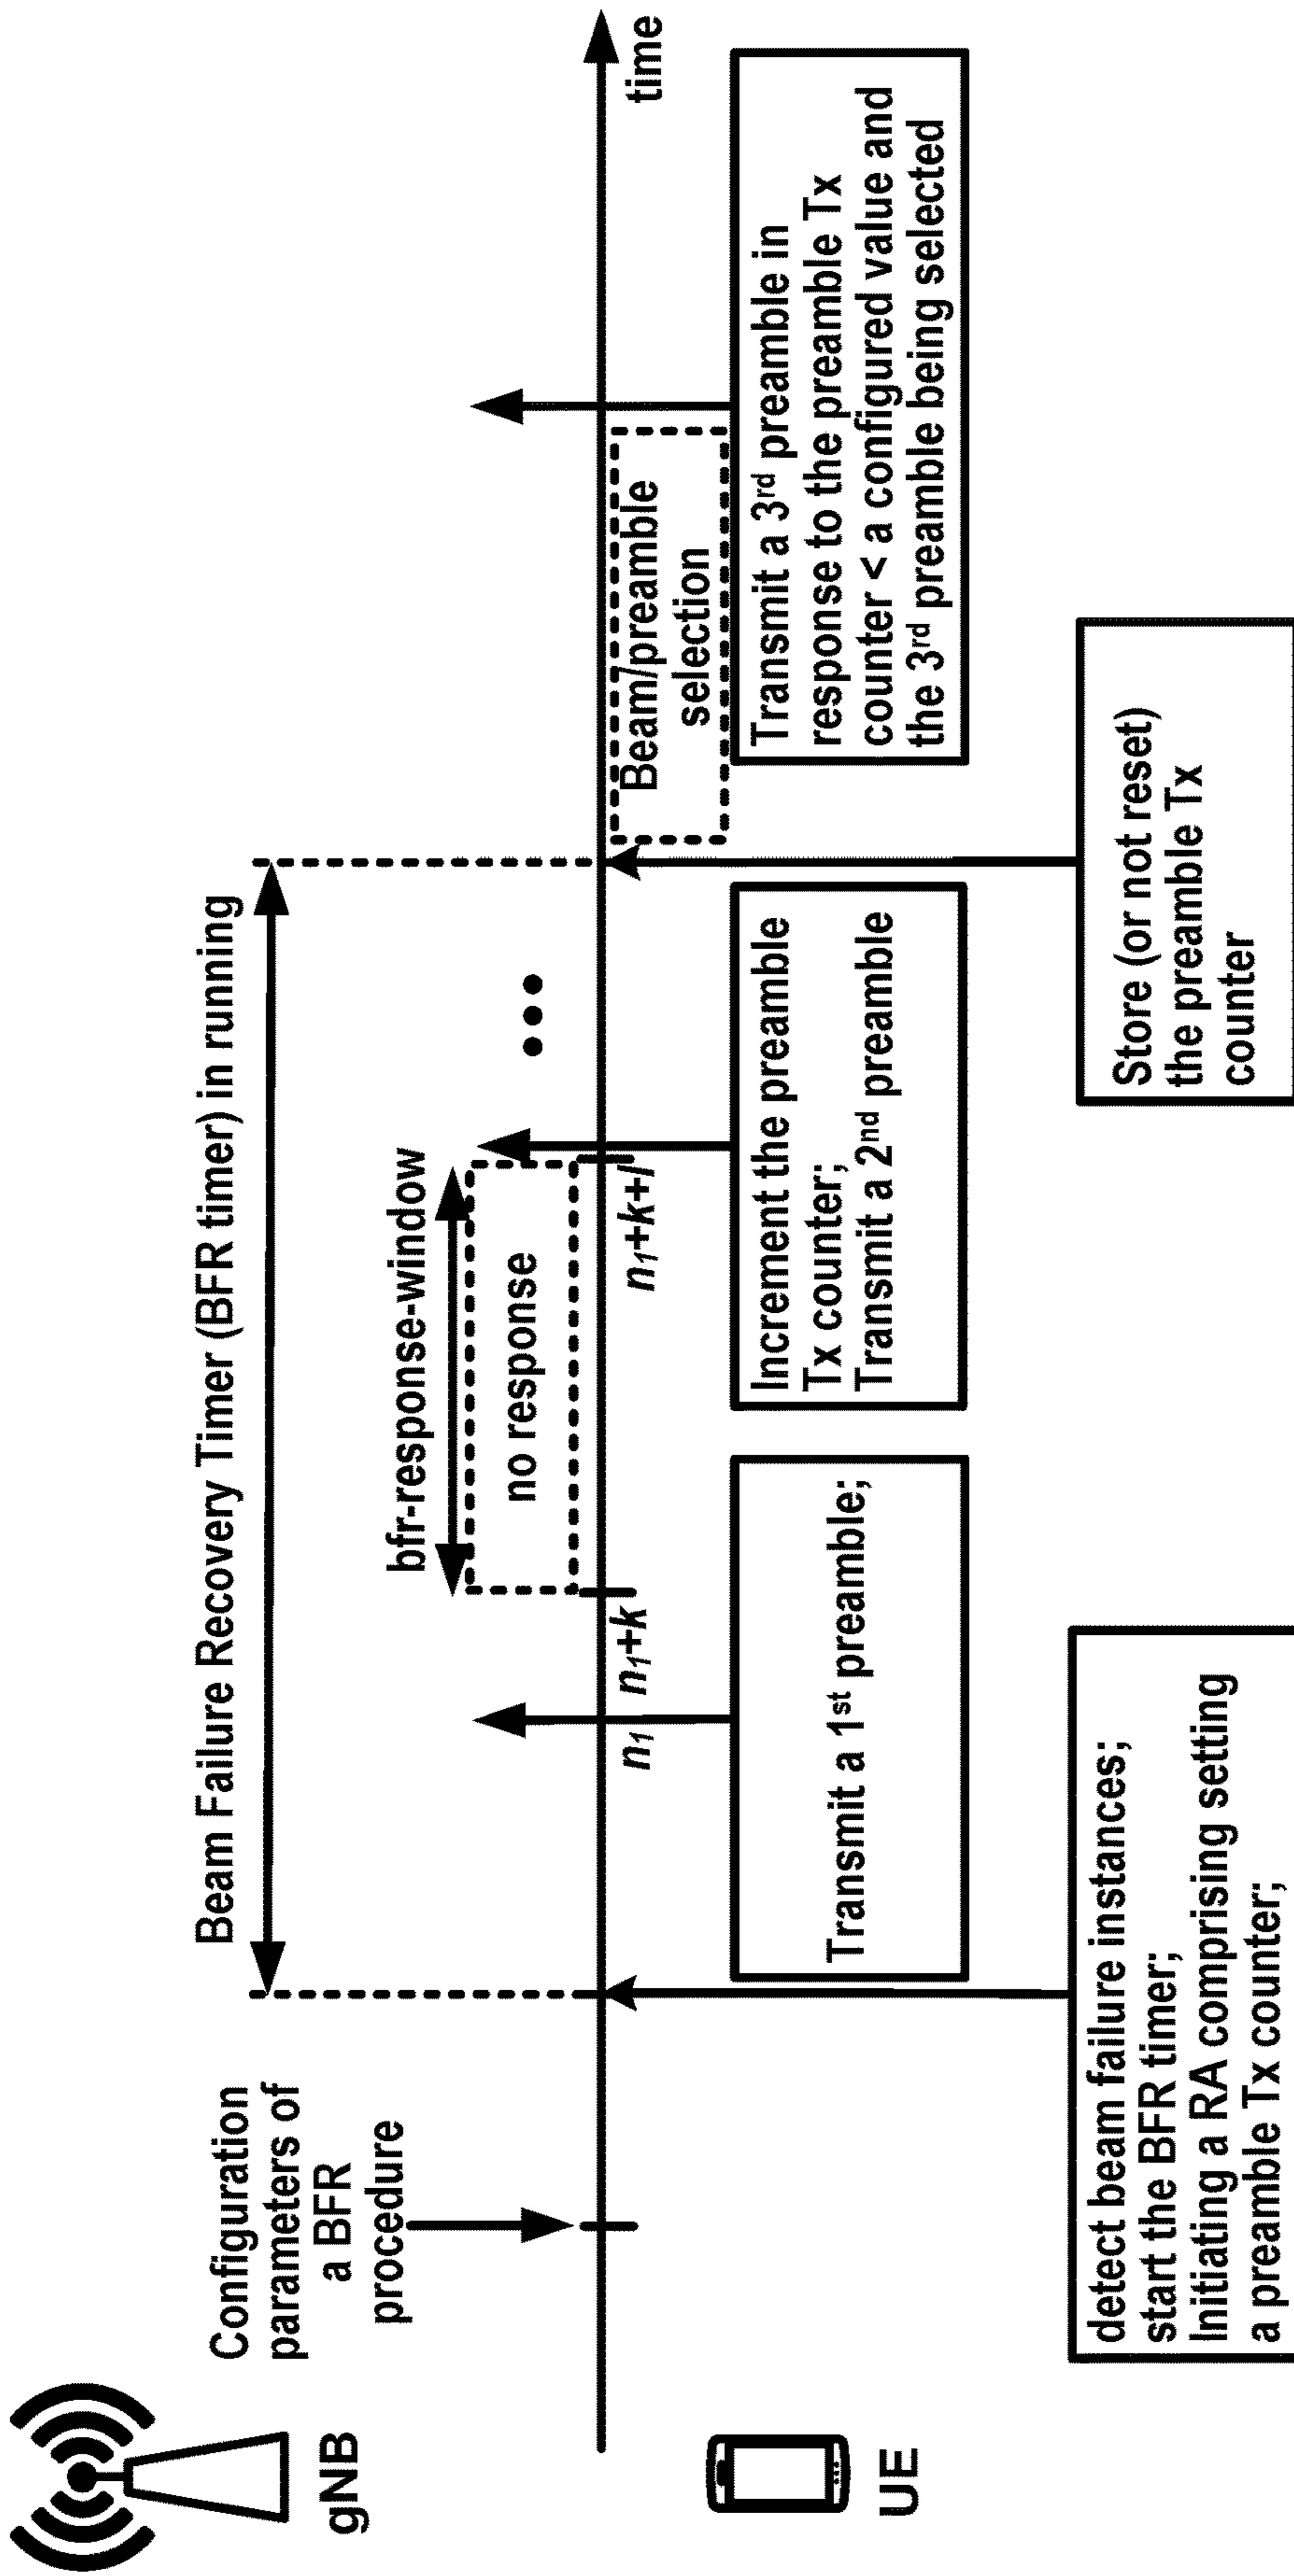 gNB
Configuration
parameters of
a BFR
procedure
Beam Failure Recovery Timer (BFR timer) in running
bfr-response-window
no response
n₁
n₁+k
n₁+k+l
time
Beam/preamble
selection
UE
Transmit a 1st preamble;
Increment the preamble
Tx counter;
Transmit a 2nd preamble
Transmit a 3rd preamble in
response to the preamble Tx
counter < a configured value and
the 3rd preamble being selected
detect beam failure instances;
start the BFR timer;
Initiating a RA comprising setting
a preamble Tx counter;
Store (or not reset)
the preamble Tx
counter